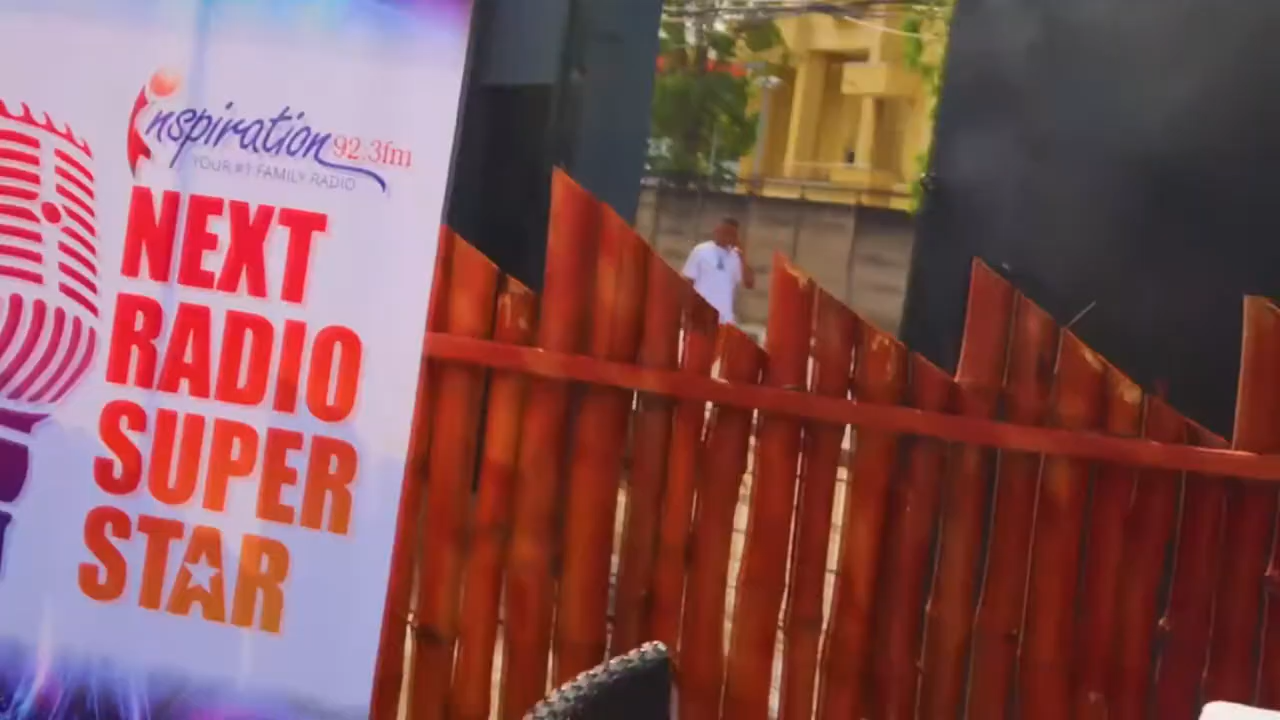 inspiration 92.3fm
YOUR #1 FAMILY RADIO
NEXT
RADIO
SUPER
STAR